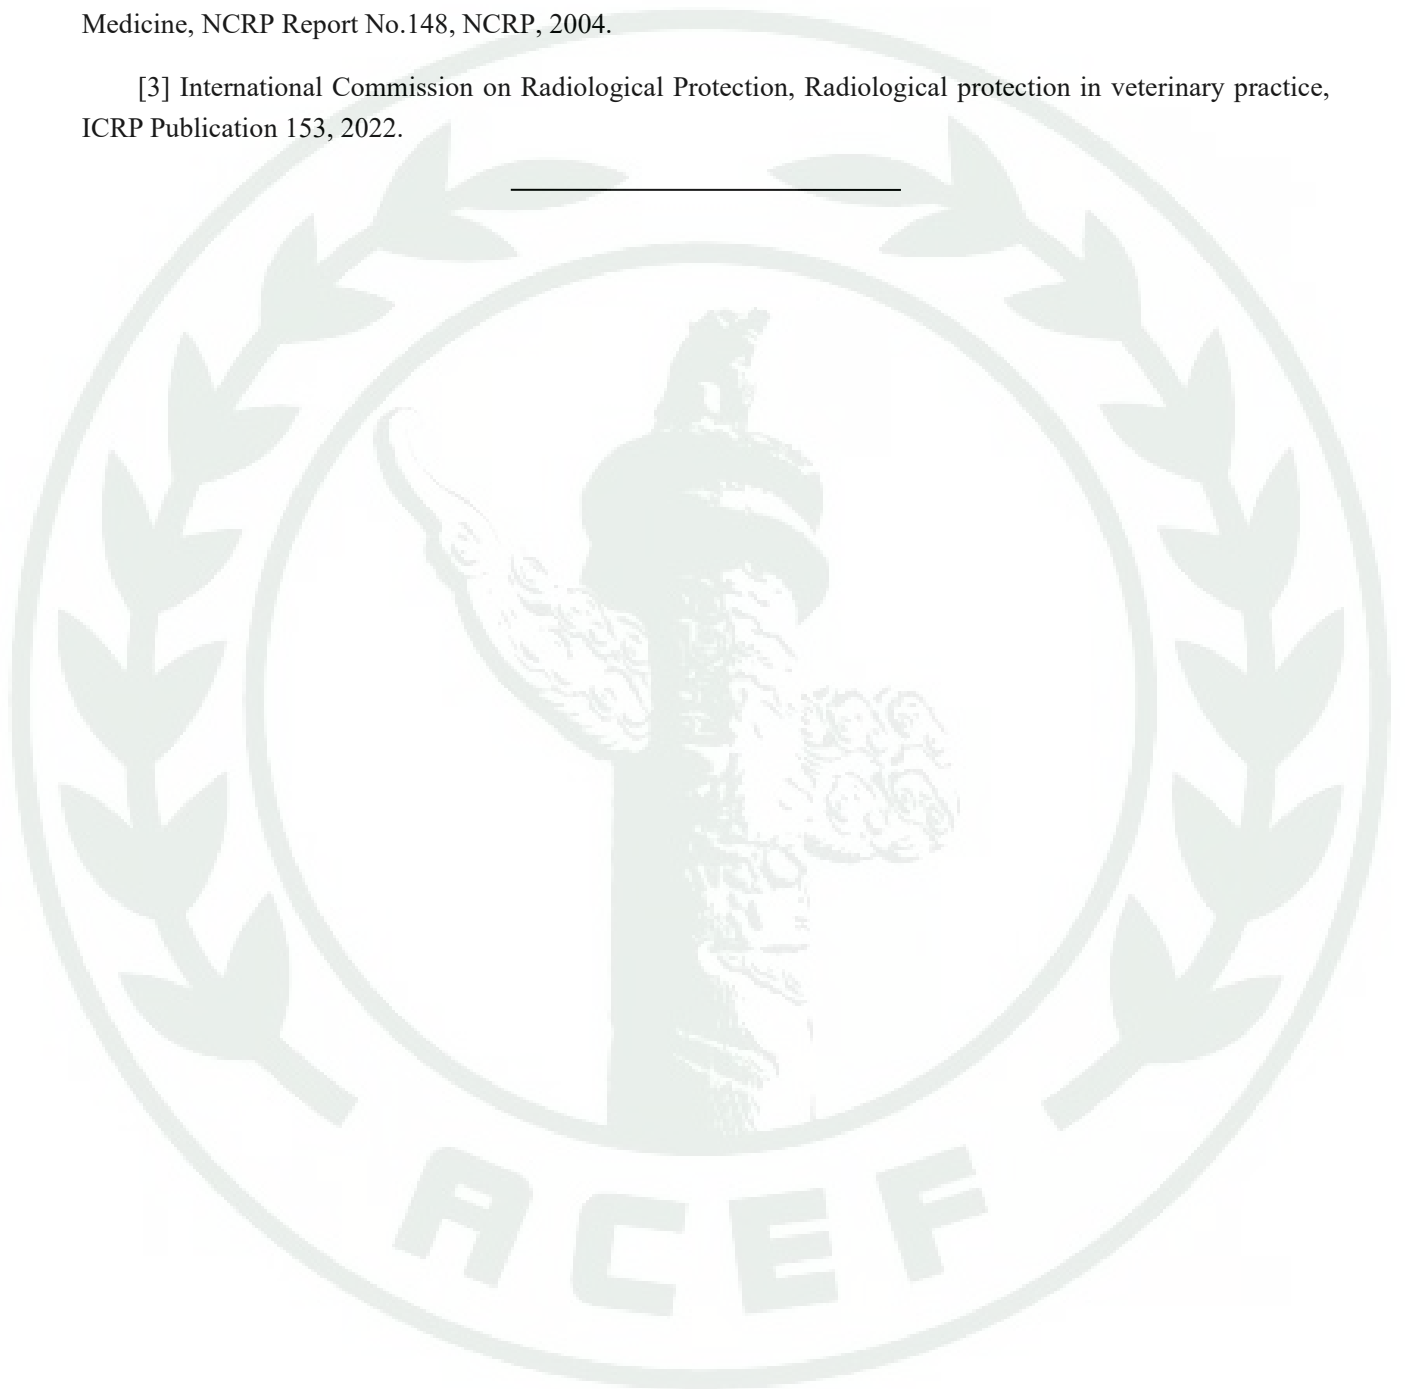 Medicine, NCRP Report No.148, NCRP, 2004.
[3] International Commission on Radiological Protection, Radiological protection in veterinary practice,
ICRP Publication 153, 2022.
ACEF